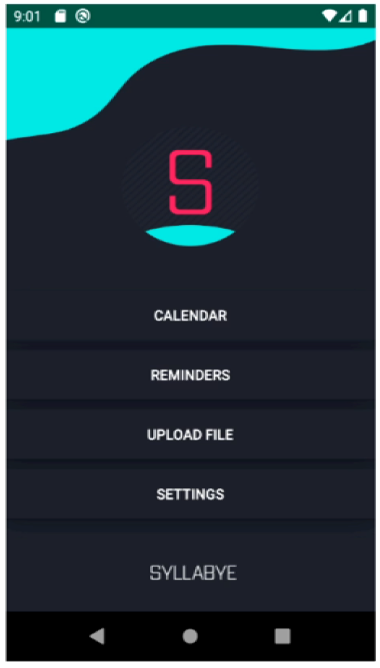 9:01
S
CALENDAR
REMINDERS
UPLOAD FILE
SETTINGS
SYLLABYE